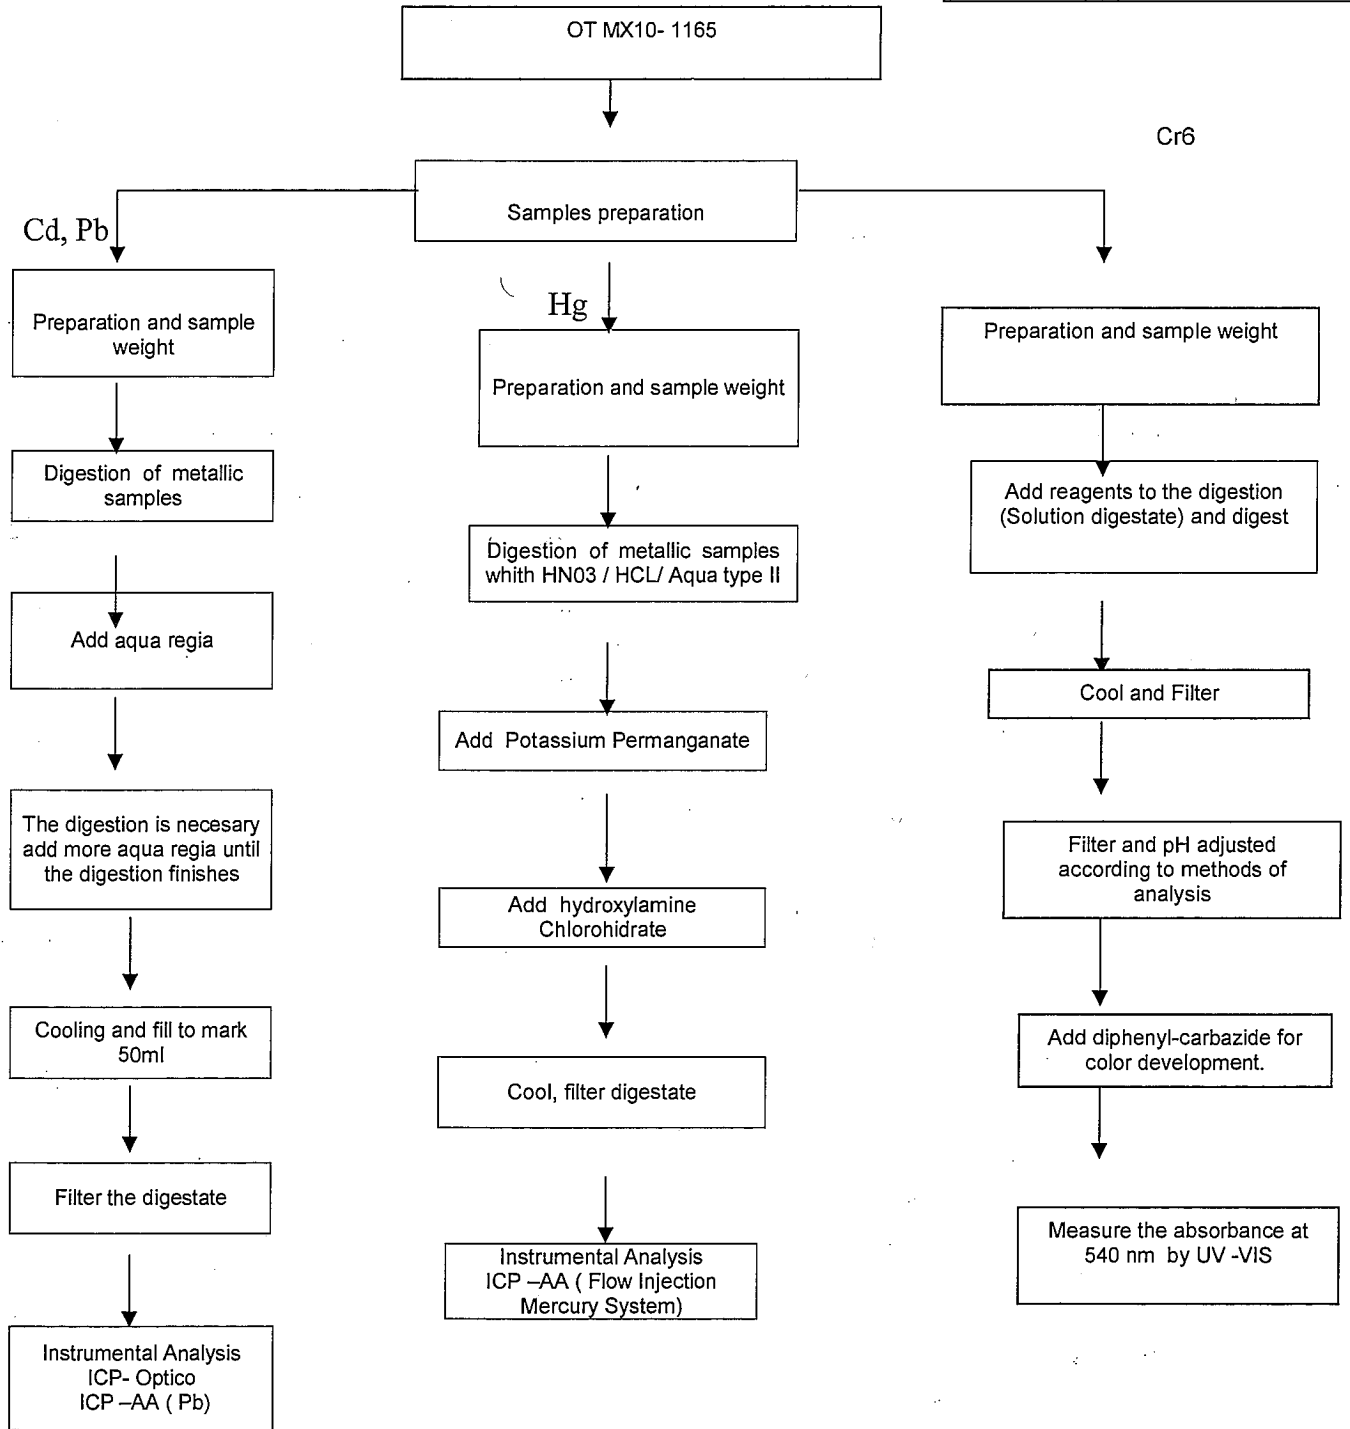 OT MX10- 1165
Cr6
Samples preparation
Cd, Pb
Preparation and sample
weight
Digestion of metallic
samples
Add aqua regia
The digestion is necesary
add more aqua regia until
the digestion finishes
Cooling and fill to mark
50ml
Filter the digestate
Instrumental Analysis
ICP- Optico
ICP –AA ( Pb)
Hg
Preparation and sample weight
Digestion of metallic samples
whith HN03 / HCL/ Aqua type II
Add Potassium Permanganate
Add hydroxylamine
Chlorohidrate
Cool, filter digestate
Instrumental Analysis
ICP –AA ( Flow Injection
Mercury System)
Preparation and sample weight
Add reagents to the digestion
(Solution digestate) and digest
Cool and Filter
Filter and pH adjusted
according to methods of
analysis
Add diphenyl-carbazide for
color development.
Measure the absorbance at
540 nm by UV -VIS